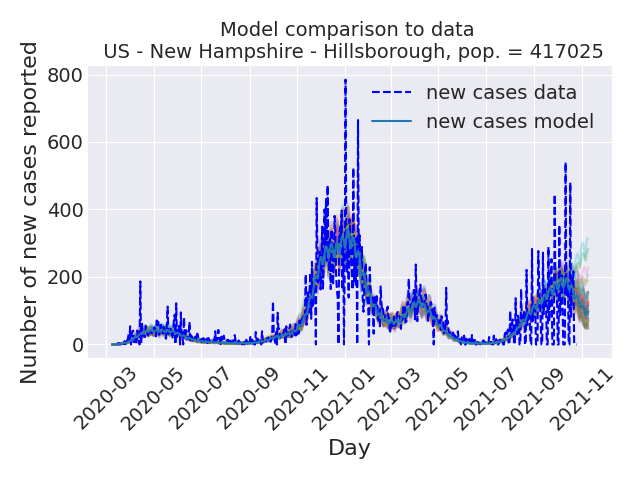 Model comparison to data
US - New Hampshire - Hillsborough, pop. = 417025
new cases data
new cases model
Number of new cases reported
800
600
400
200
0
2020-03
2020-05
2020-07
2020-09
2020-11
2021-01
2021-03
2021-05
2021-07
2021-09
2021-11
Day